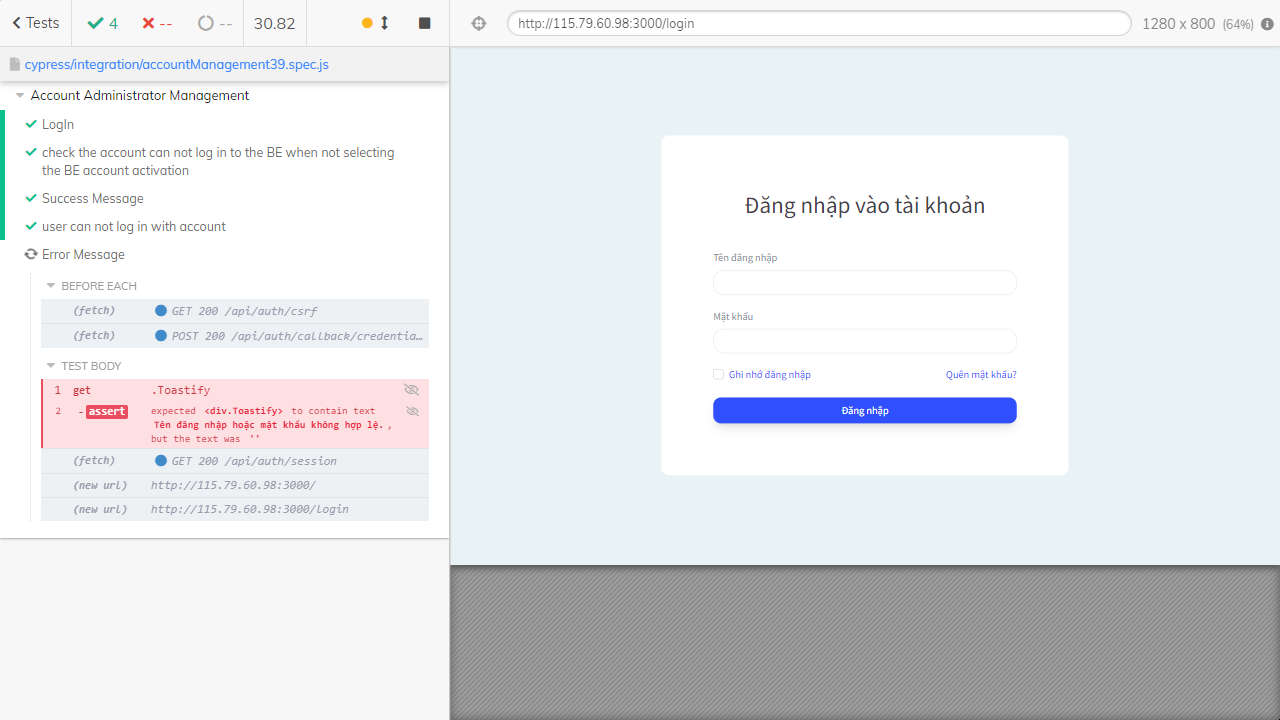 Tests
4
--
--
30.82
http://115.79.60.98:3000/login
1280 x 800 (64%)
cypress/integration/accountManagement39.spec.js
Account Administrator Management
LogIn
check the account can not log in to the BE when not selecting
the BE account activation
Success Message
user can not log in with account
Error Message
BEFORE EACH
(fetch) GET 200 /api/auth/csrf
(fetch) POST 200 /api/auth/callback/credentia…
TEST BODY
1 get .Toastify
2 -assert expected <div.Toastify> to contain text
Tên đăng nhập hoặc mật khẩu không hợp lệ. ,
but the text was ''
(fetch) GET 200 /api/auth/session
(new url) http://115.79.60.98:3000/
(new url) http://115.79.60.98:3000/login
Đăng nhập vào tài khoản
Tên đăng nhập
Mật khẩu
Ghi nhớ đăng nhập Quên mật khẩu?
Đăng nhập